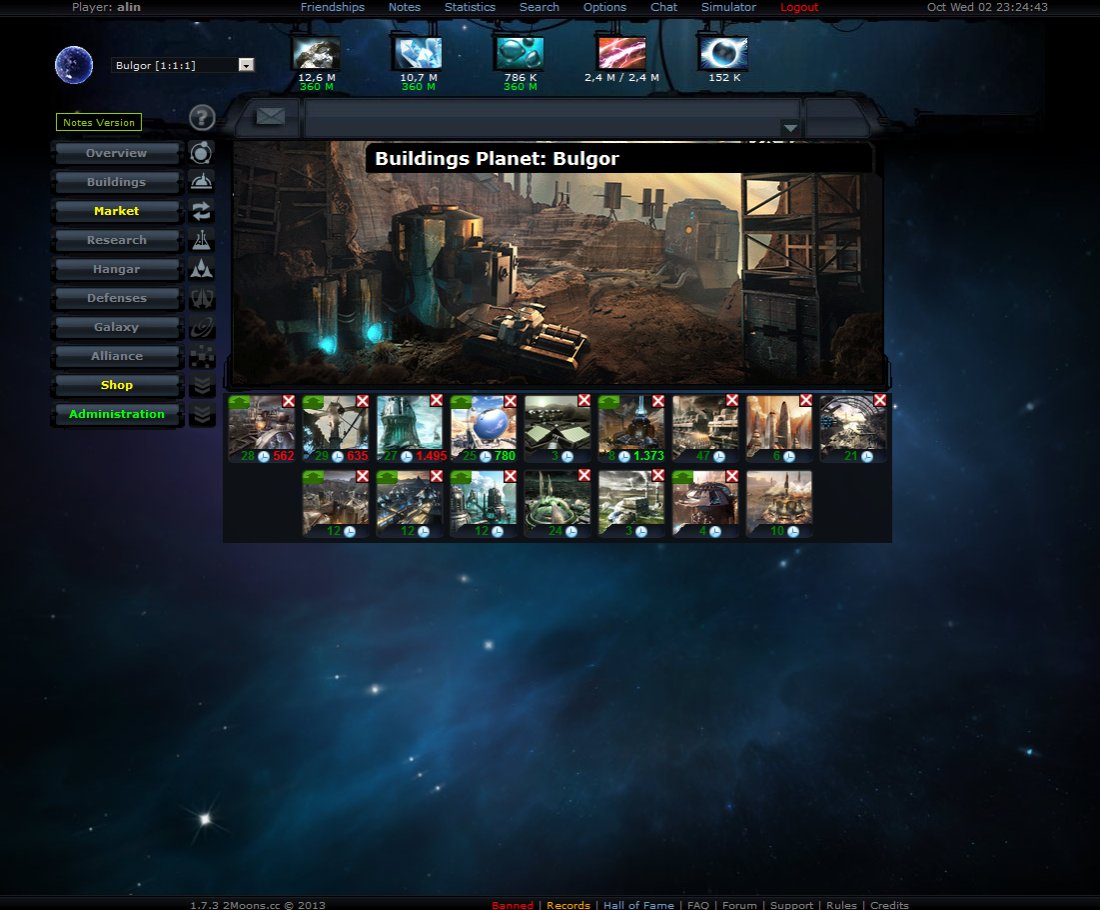 Player: alin Friendships Notes Statistics Search Options Chat Simulator Logout Oct Wed 02 23:24:43
Bulgor [1:1:1]
12,6 M 10,7 M 786 K 2,4 M / 2,4 M 152 K
360 M 360 M 360 M
Notes Version
?
Overview
Buildings
Market
Research
Hangar
Defenses
Galaxy
Alliance
Shop
Administration
Buildings Planet: Bulgor
28 562 29 635 27 1.495 25 780 3 8 1.373 47 6 21
12 12 12 24 3 4 10
1.7.3 2Moons.cc © 2013 Banned | Records | Hall of Fame | FAQ | Forum | Support | Rules | Credits